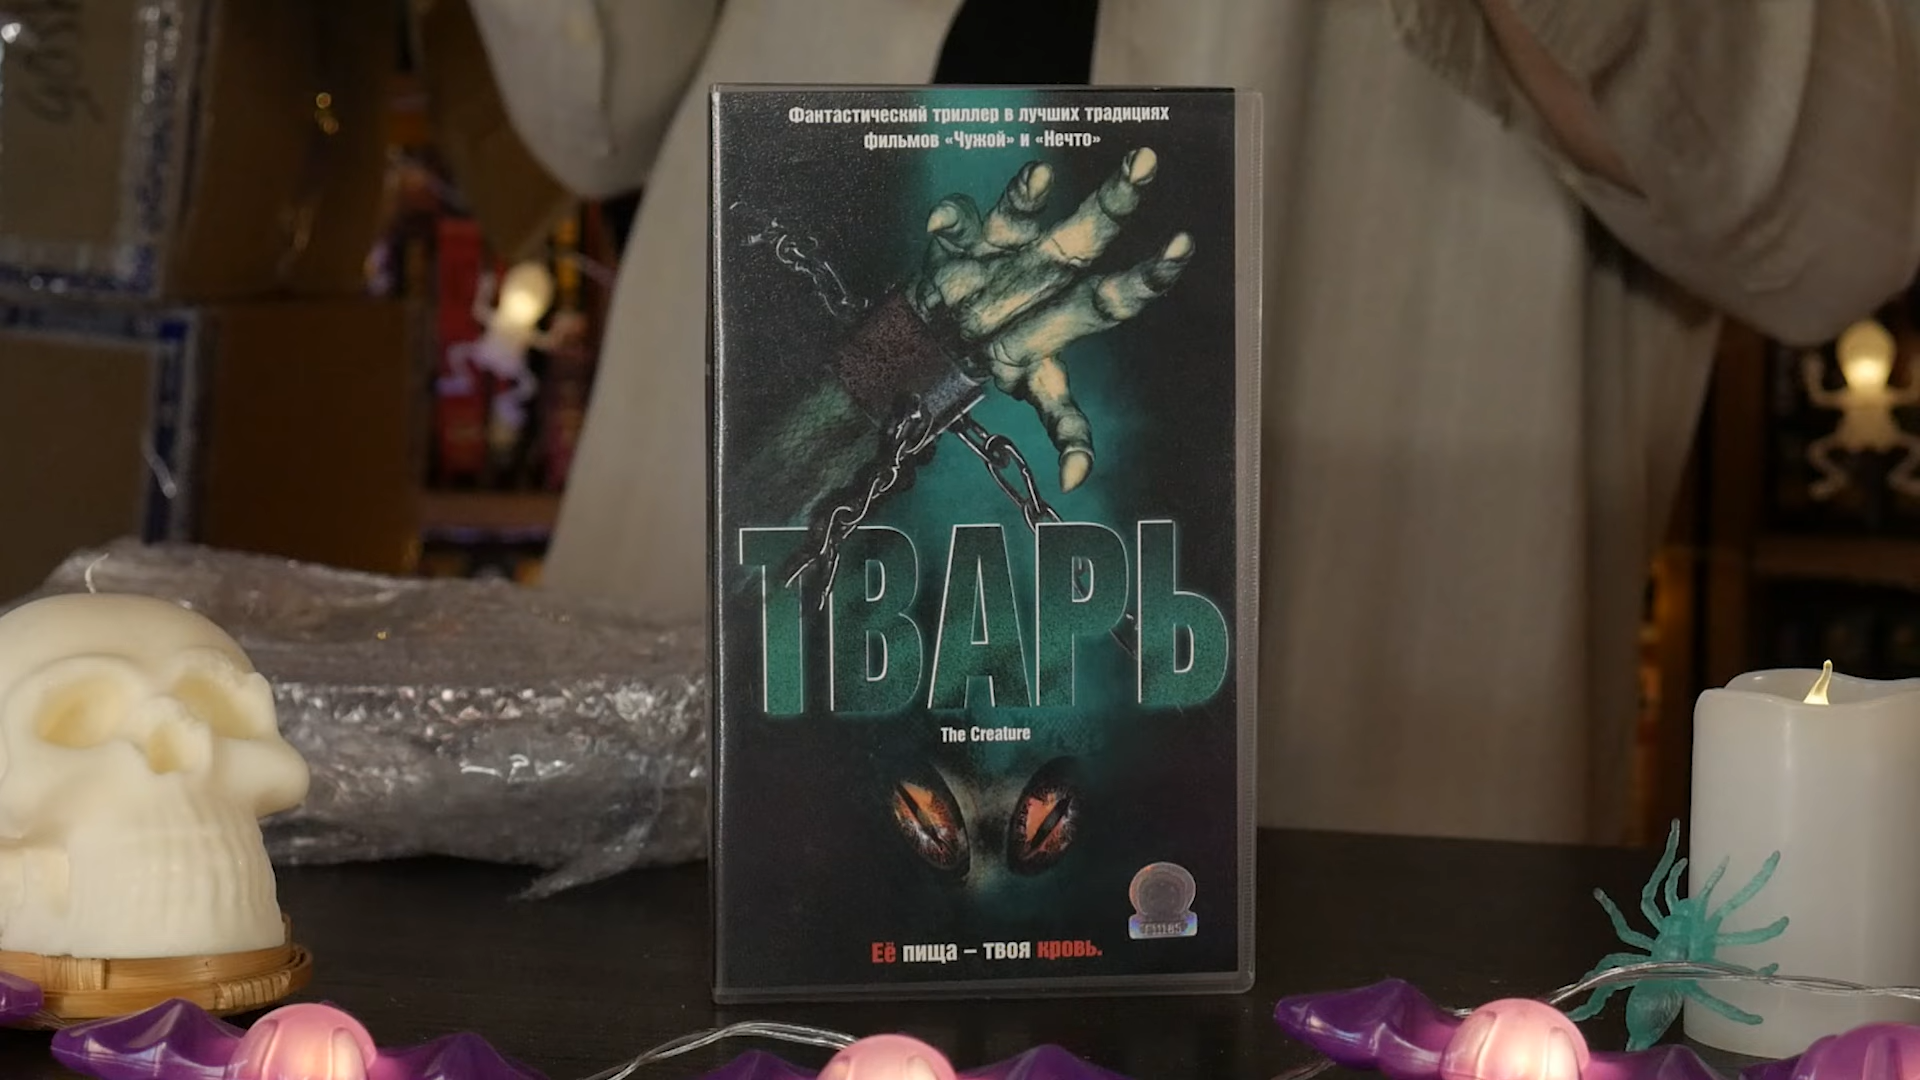 Фантастический триллер в лучших традициях
фильмов «Чужой» и «Нечто»
ТВАРЬ
The Creature
Её пища – твоя кровь.